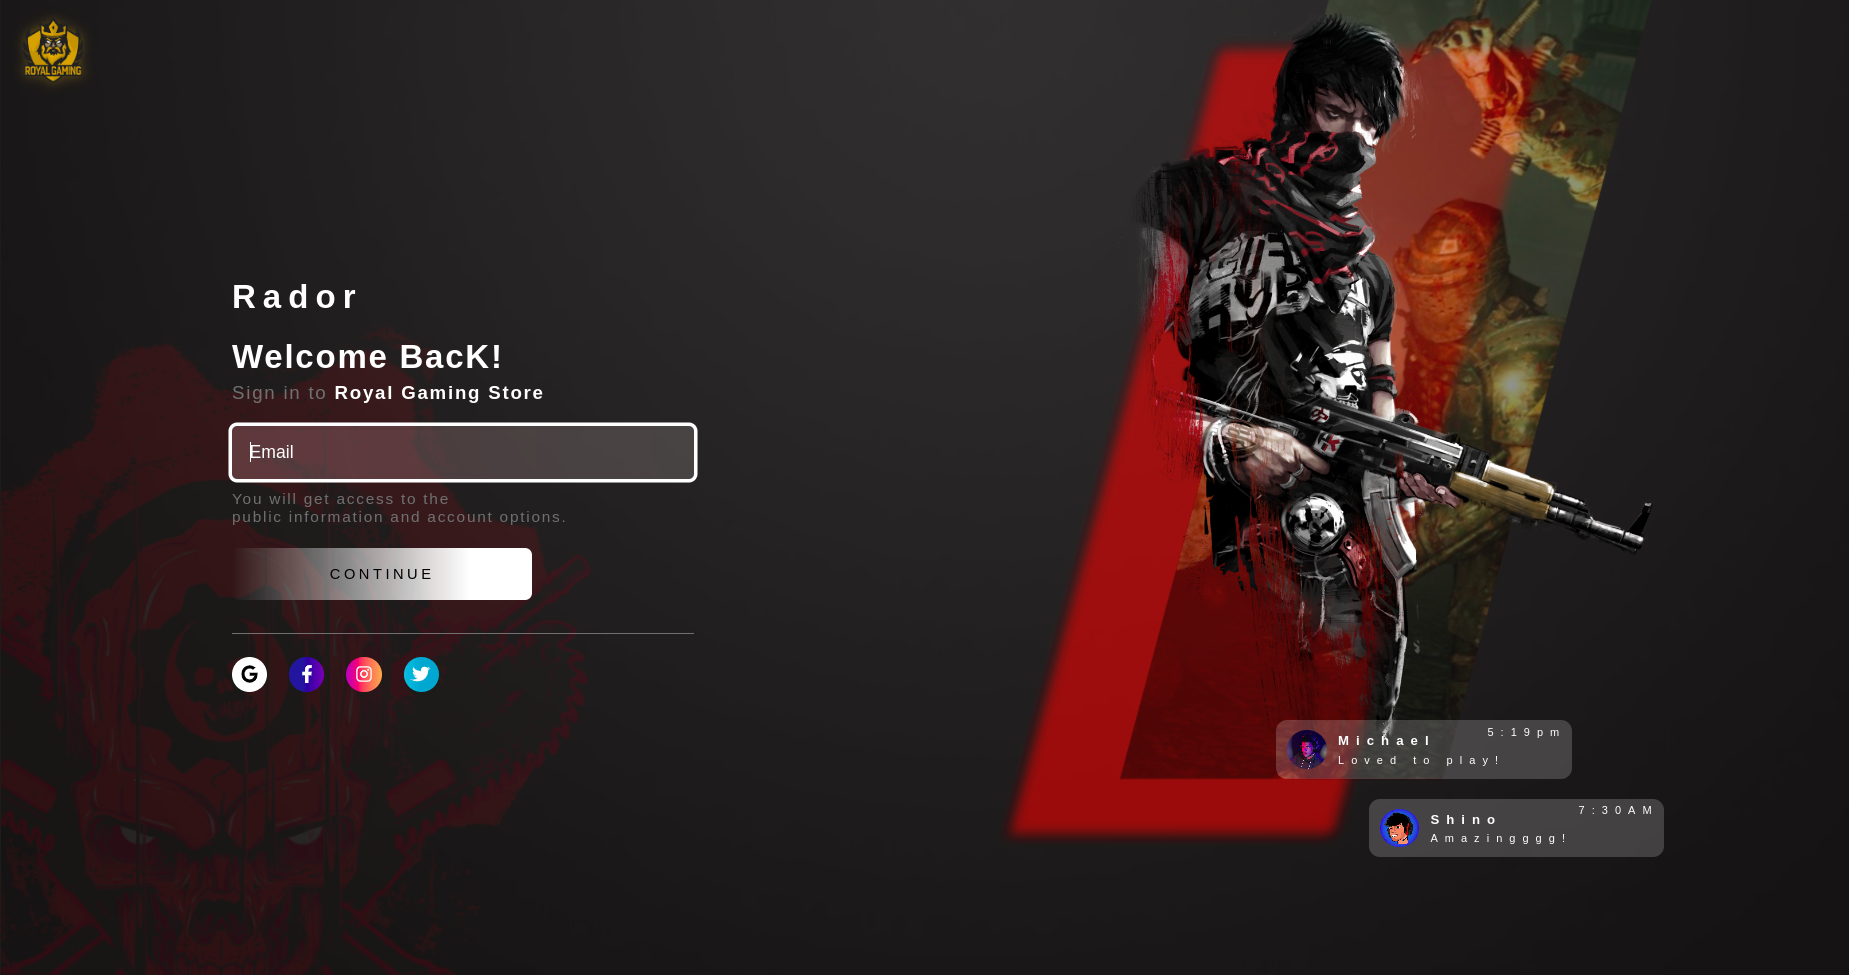 ROYAL GAMING
Rador
Welcome BacK!
Sign in to Royal Gaming Store
Email
You will get access to the
public information and account options.
CONTINUE
Michael
5:19pm
Loved to play!
Shino
7:30AM
Amazingggg!